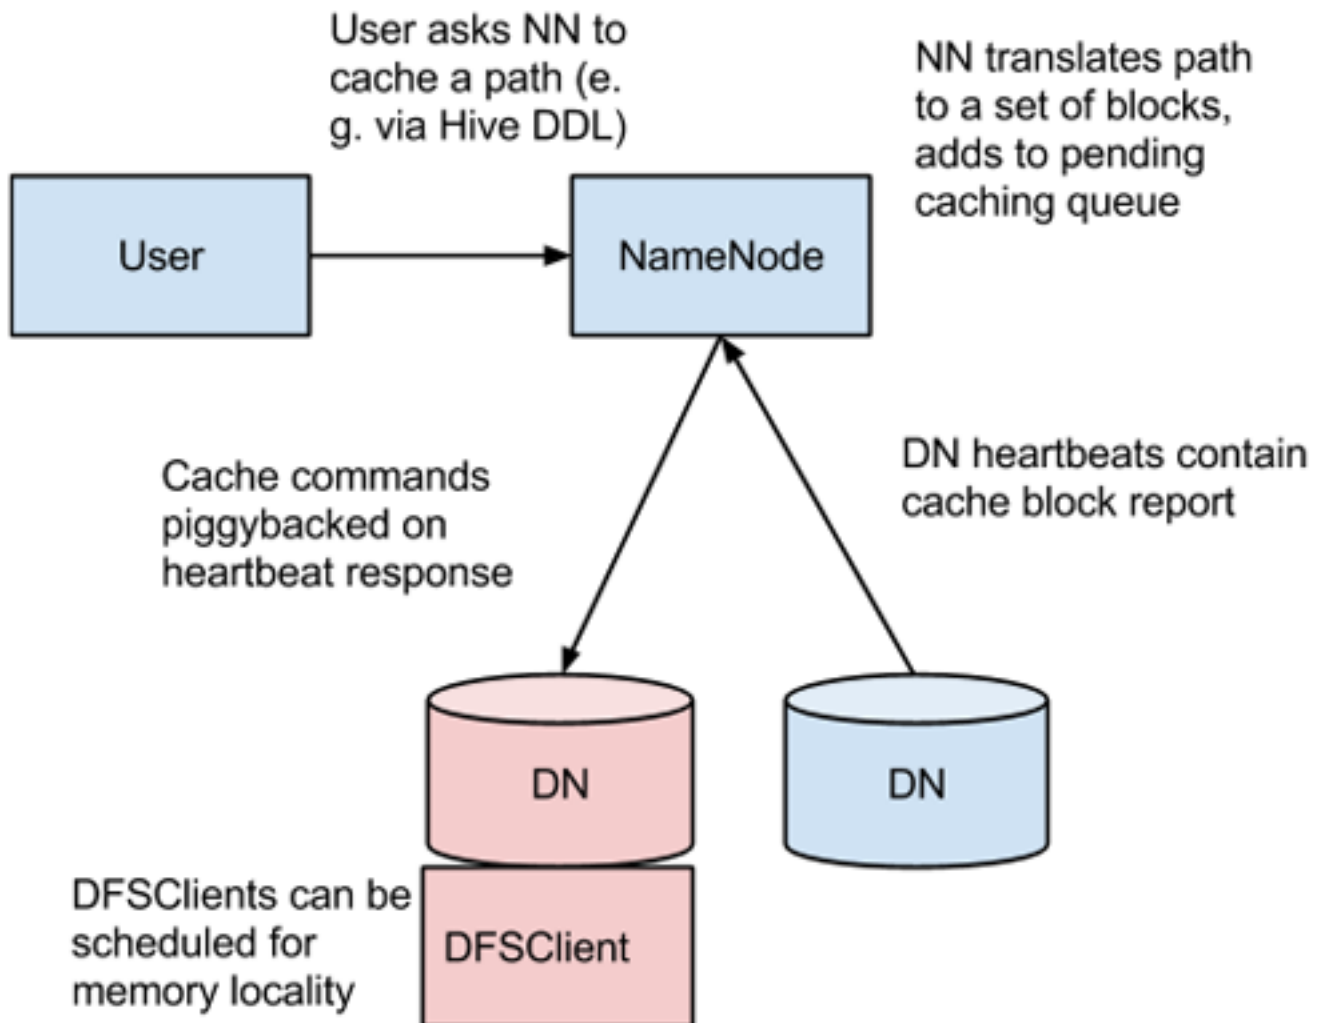 User asks NN to
cache a path (e.
g. via Hive DDL)
NN translates path
to a set of blocks,
adds to pending
caching queue
User
NameNode
Cache commands
piggybacked on
heartbeat response
DN heartbeats contain
cache block report
DN
DN
DFSClients can be
scheduled for
memory locality
DFSClient